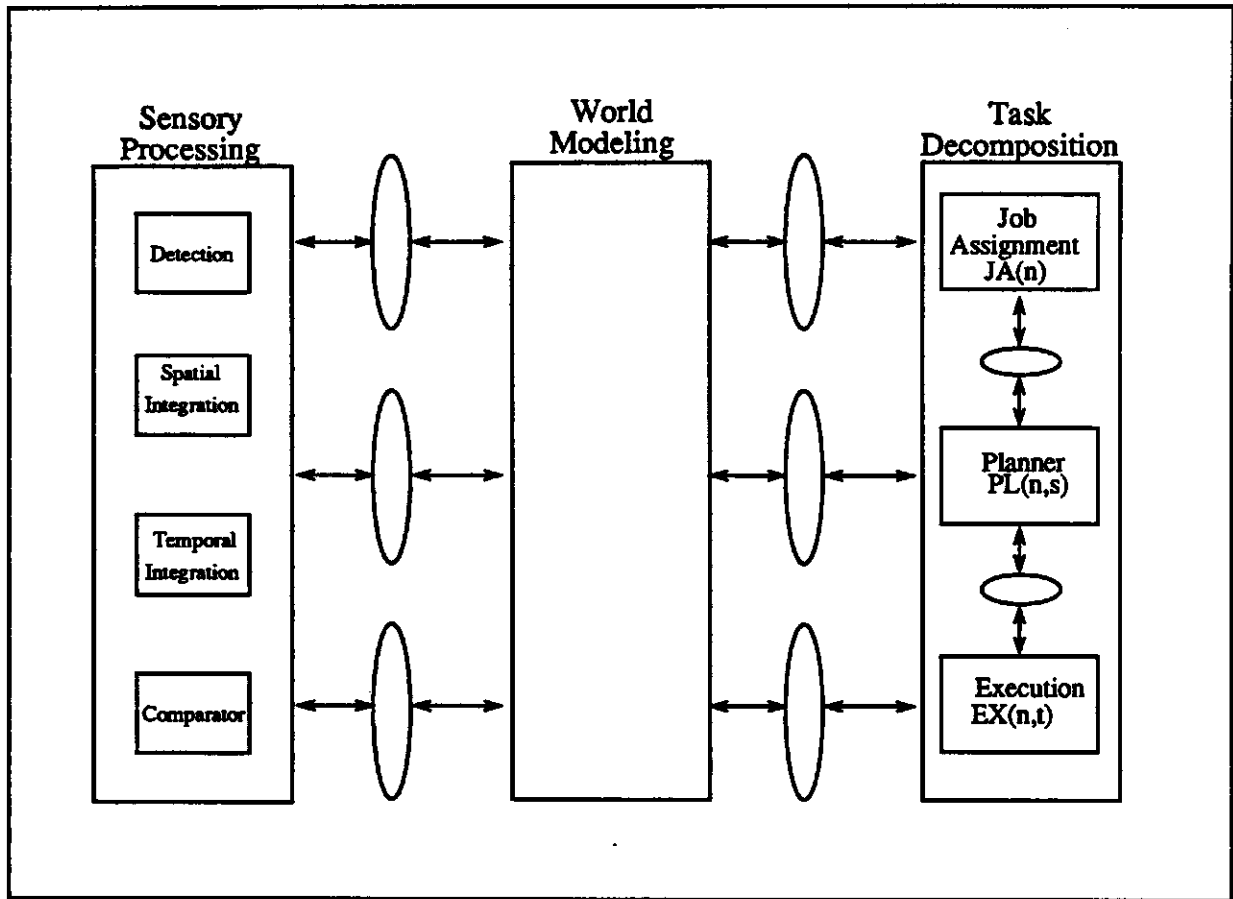 Sensory
Processing
World
Modeling
Task
Decomposition
Detection
Spatial
Integration
Temporal
Integration
Comparator
Job
Assignment
JA(n)
Planner
PL(n,s)
Execution
EX(n,t)